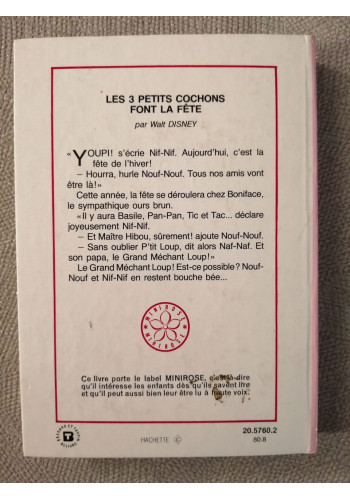 LES 3 PETITS COCHONS
FONT LA FÊTE
par Walt DISNEY
« YOUPI! s'écrie Nif-Nif. Aujourd'hui, c'est la
fête de l'hiver!
– Hourra, hurle Nouf-Nouf. Tous nos amis vont
être là! »
Cette année, la fête se déroulera chez Boniface,
le sympathique ours brun.
« Il y aura Basile, Pan-Pan, Tic et Tac... déclare
joyeusement Nif-Nif.
– Et Maître Hibou, sûrement! ajoute Nouf-Nouf.
– Sans oublier P'tit Loup, dit alors Naf-Naf. Et
son papa, le Grand Méchant Loup! »
Le Grand Méchant Loup! Est-ce possible? Nouf-
Nouf et Nif-Nif en restent bouche bée...
MINIROSE
MINIROSE
Ce livre porte le label MINIROSE, c'est-à-dire
qu'il intéresse les enfants dès qu'ils savent lire
et qu'il peut aussi bien leur être lu à haute voix.
T
HACHETTE C
20.5760.2
80.8